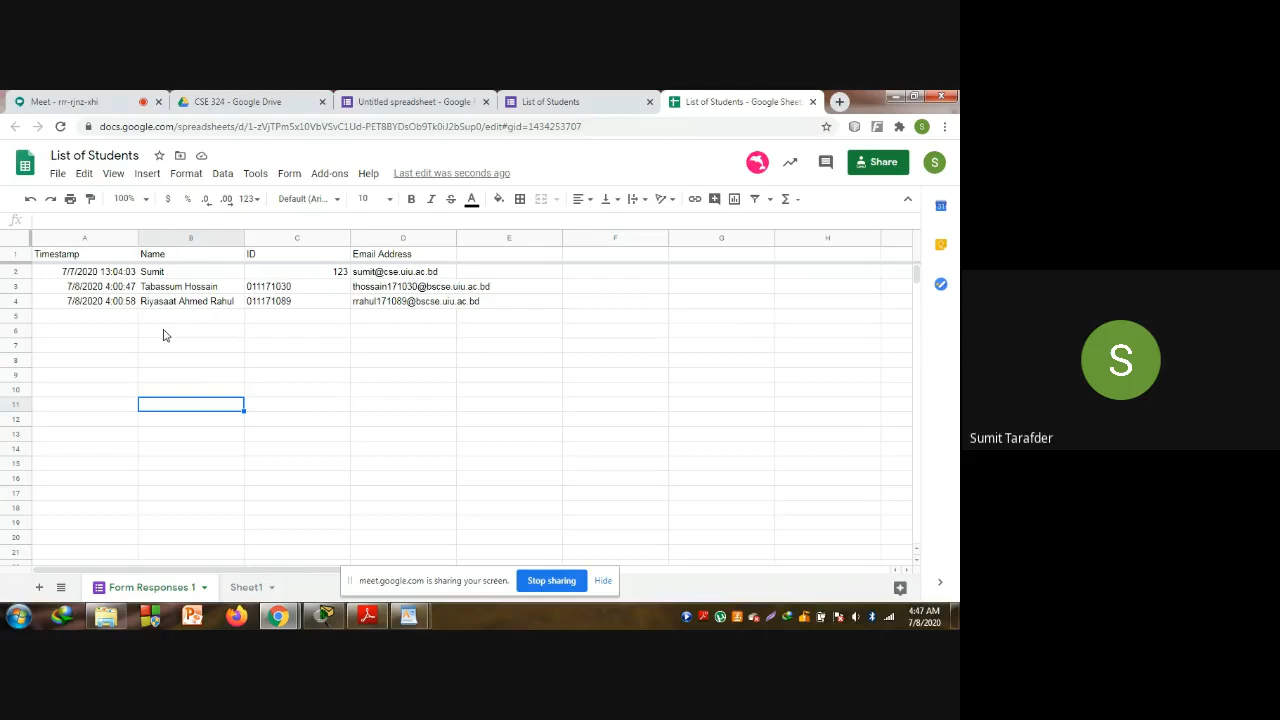 Meet - rrr-rjnz-xhi
Untitled spreadsheet - Google
List of Students
List of Students - Google Sheet
docs.google.com/spreadsheets/d/1-zVjTPm5x10VbVSvC1Ud-PET8BYDsOb9Tk0iJ2bSup0/edit#gid=1434253707
S
List of Students
Share
S
File Edit View Insert Format Data Tools Form Add-ons Help Last edit was seconds ago
100% $ % .0 .00 123 Default (Ari... 10 B I S A Σ
fx
A B C D E F G H
1 Timestamp Name ID Email Address
2 7/7/2020 13:04:03 Sumit 123 sumit@cse.uiu.ac.bd
3 7/8/2020 4:00:47 Tabassum Hossain 011171030 thossain171030@bscse.uiu.ac.bd
4 7/8/2020 4:00:58 Riyasaat Ahmed Rahul 011171089 rrahul171089@bscse.uiu.ac.bd
5
6
7
8
9
10
11
12
13
14
15
16
17
18
19
20
21
Form Responses 1 Sheet1
meet.google.com is sharing your screen. Stop sharing Hide
4:47 AM
7/8/2020
S
Sumit Tarafder